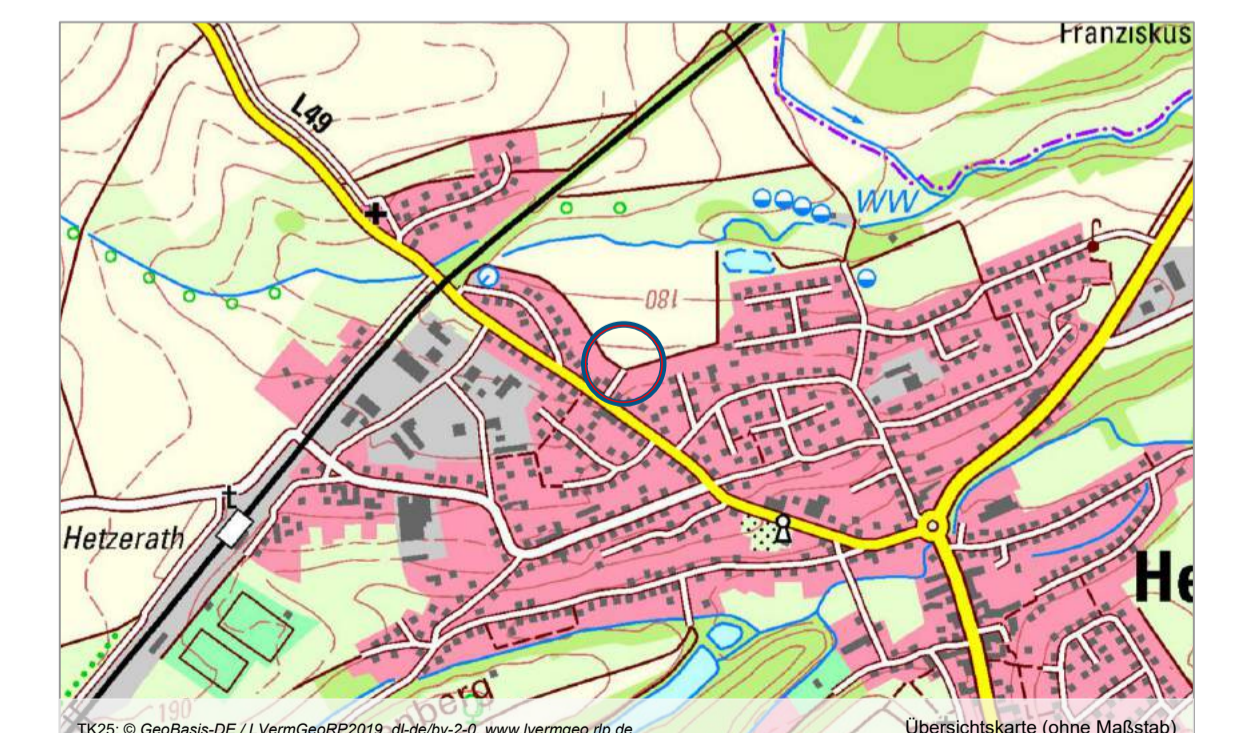 Franziskus
L49
WW
180
Hetzerath
He
190
berg
TK25: © GeoBasis-DE / LVermGeoRP2019, dl-de/by-2-0, www.lvermgeo.rlp.de
Übersichtskarte (ohne Maßstab)